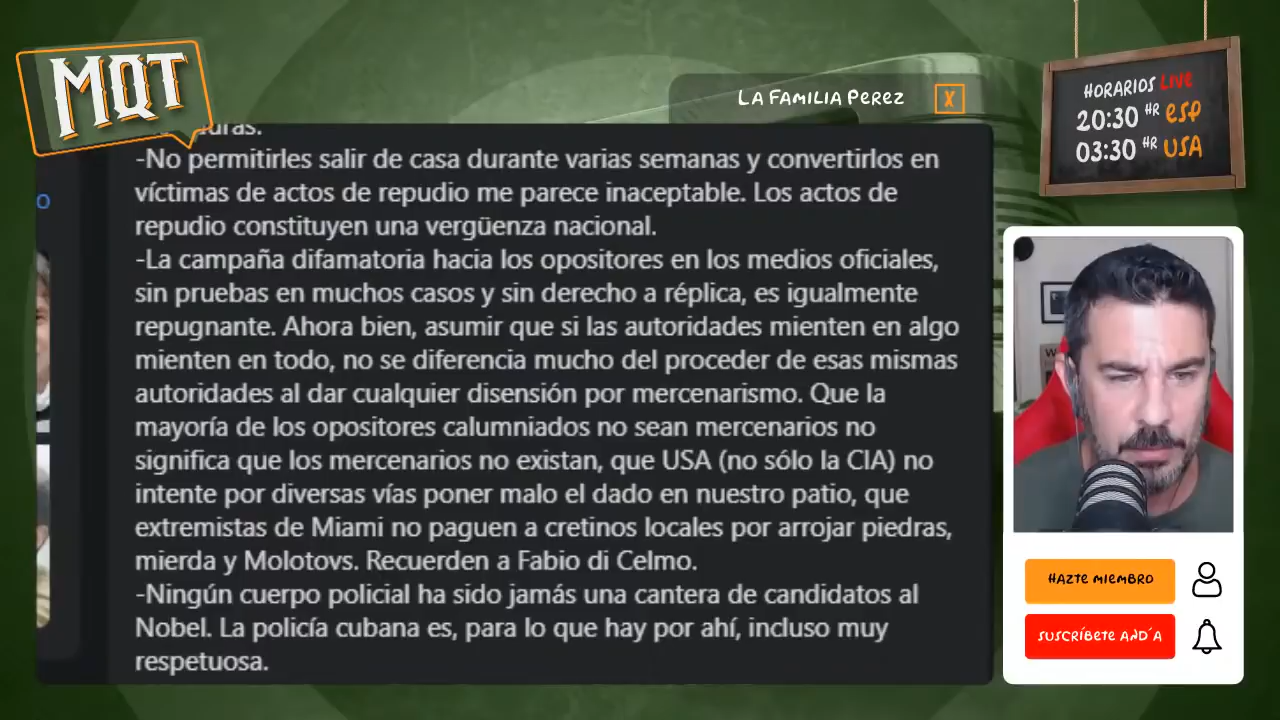 MQT
LA FAMILIA PEREZ
X
HORARIOS LIVE
20:30 HR ESP
03:30 HR USA
-No permitirles salir de casa durante varias semanas y convertirlos en
víctimas de actos de repudio me parece inaceptable. Los actos de
repudio constituyen una vergüenza nacional.
-La campaña difamatoria hacia los opositores en los medios oficiales,
sin pruebas en muchos casos y sin derecho a réplica, es igualmente
repugnante. Ahora bien, asumir que si las autoridades mienten en algo
mienten en todo, no se diferencia mucho del proceder de esas mismas
autoridades al dar cualquier disensión por mercenarismo. Que la
mayoría de los opositores calumniados no sean mercenarios no
significa que los mercenarios no existan, que USA (no sólo la CIA) no
intente por diversas vías poner malo el dado en nuestro patio, que
extremistas de Miami no paguen a cretinos locales por arrojar piedras,
mierda y Molotovs. Recuerden a Fabio di Celmo.
-Ningún cuerpo policial ha sido jamás una cantera de candidatos al
Nobel. La policía cubana es, para lo que hay por ahí, incluso muy
respetuosa.
HAZTE MIEMBRO
SUSCRÍBETE AND´A